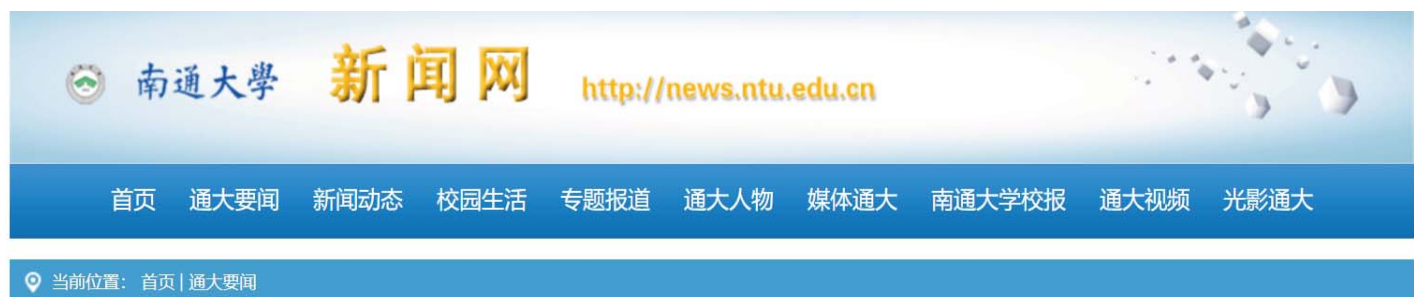 南通大學 新闻网 http://news.ntu.edu.cn
首页 通大要闻 新闻动态 校园生活 专题报道 通大人物 媒体通大 南通大学校报 通大视频 光影通大
当前位置： 首页 | 通大要闻